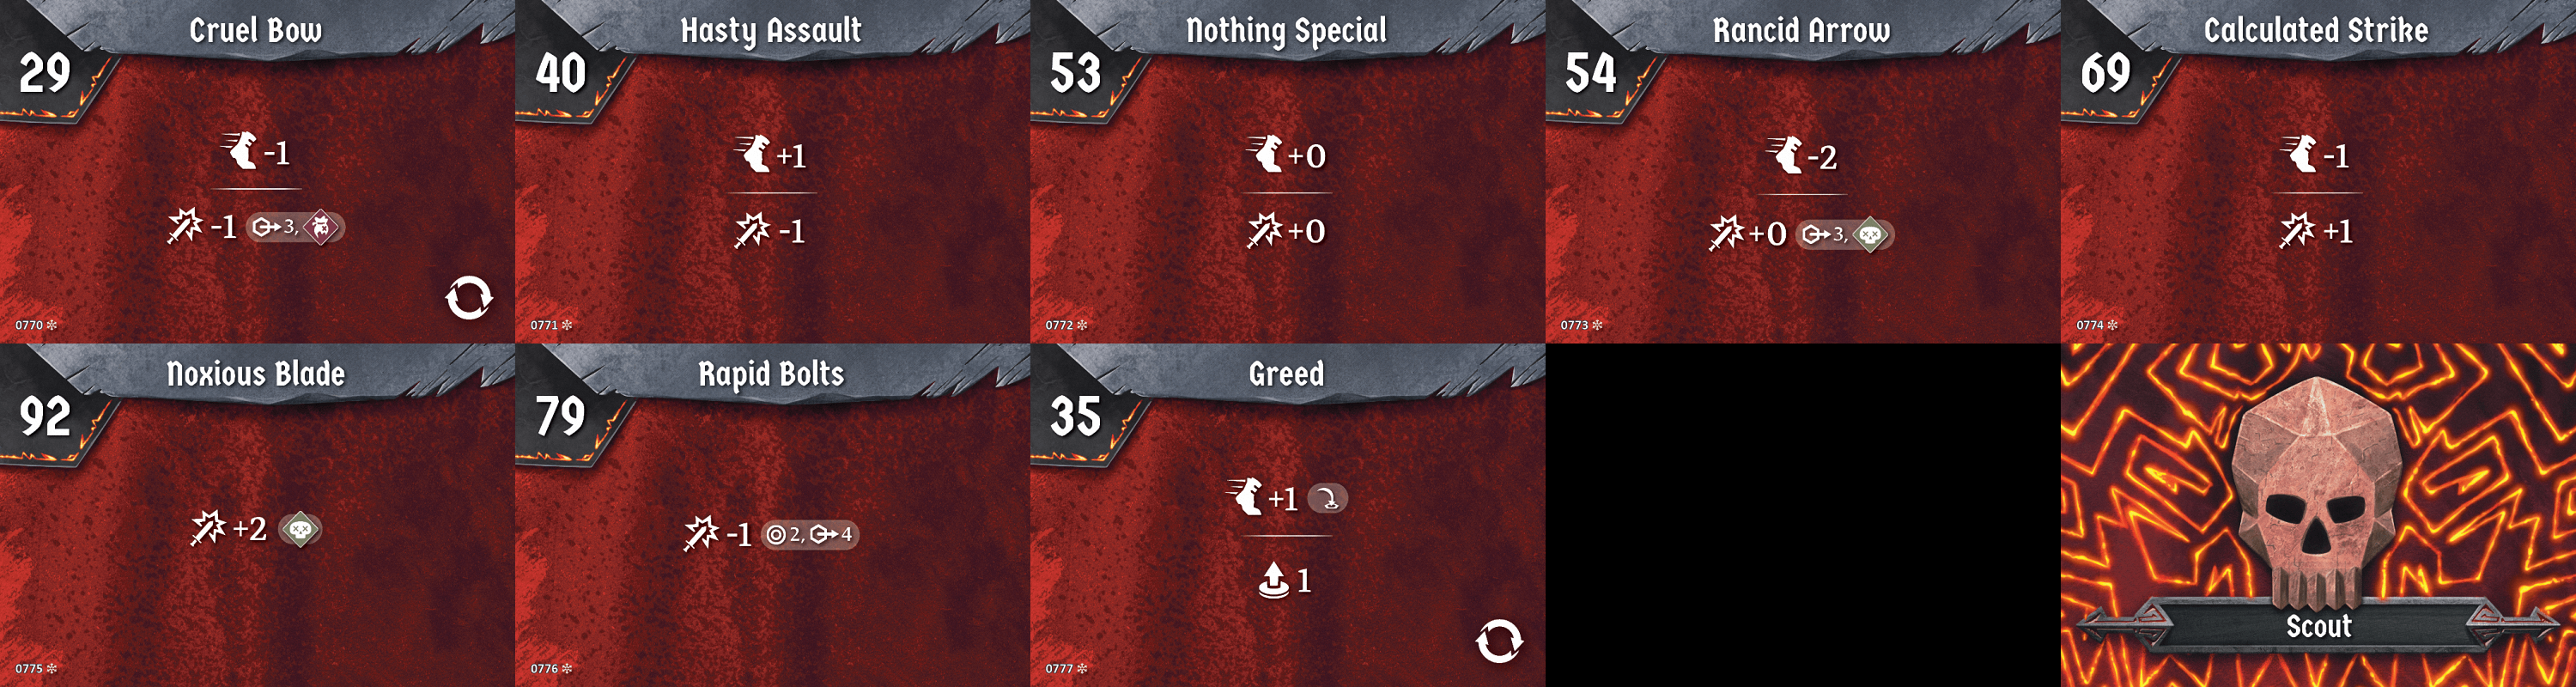 Cruel Bow
29
-1
-1 3,
0770
Hasty Assault
40
+1
-1
0771
Nothing Special
53
+0
+0
0772
Rancid Arrow
54
-2
+0 3,
0773
Calculated Strike
69
-1
+1
0774
Noxious Blade
92
+2
0775
Rapid Bolts
79
-1 2, 4
0776
Greed
35
+1
1
0777
Scout